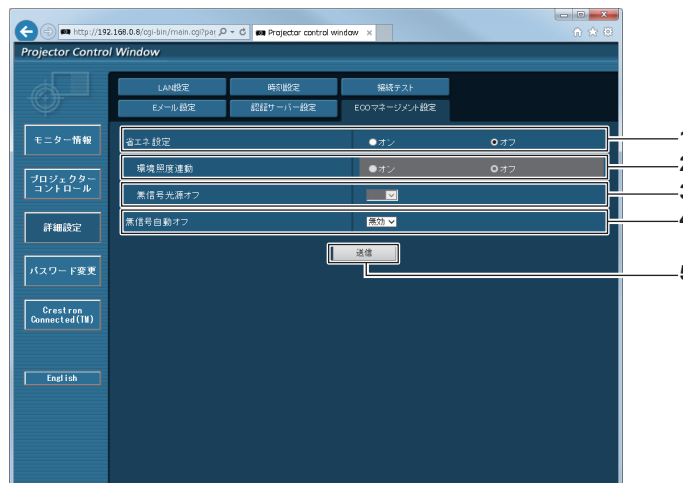 http://192.168.0.8/cgi-bin/main.cgi?par
Projector control window
Projector Control Window
LAN設定 時刻設定 接続テスト
Eメール設定 認証サーバー設定 ECOマネージメント設定
モニター情報
プロジェクター
コントロール
詳細設定
パスワード変更
Crestron
Connected(TM)
English
省エネ設定 オン オフ 1
環境照度連動 オン オフ 2
無信号光源オフ 3
無信号自動オフ 無効 4
送信 5